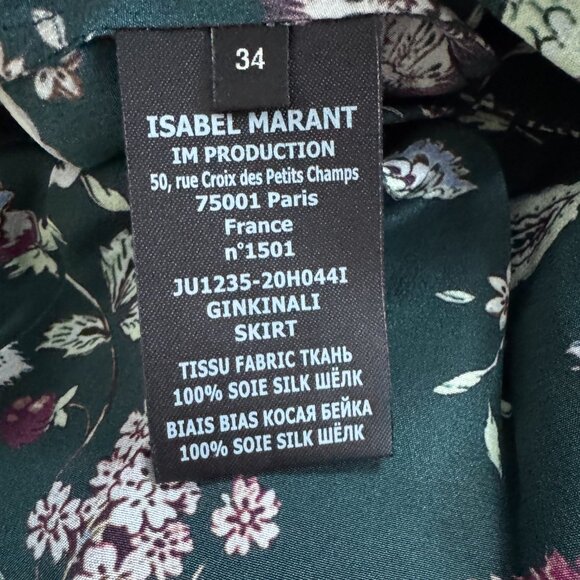 34
ISABEL MARANT
IM PRODUCTION
50, rue Croix des Petits Champs
75001 Paris
France
n°1501
JU1235-20H044I
GINKINALI
SKIRT
TISSU FABRIC ТКАНЬ
100% SOIE SILK ШЁЛК
BIAIS BIAS КОСАЯ БЕЙКА
100% SOIE SILK ШЁЛК